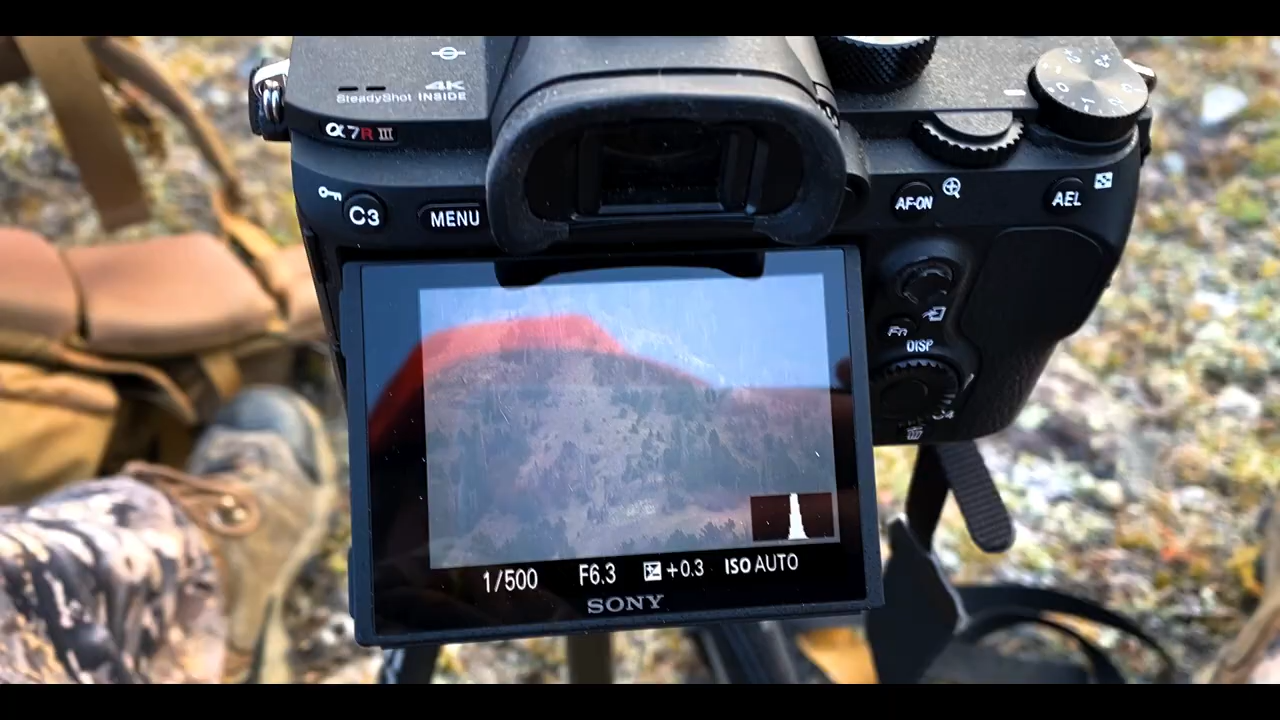 SteadyShot
4K
INSIDE
α7RIII
C3
MENU
AF-ON
AEL
Fn
DISP
1/500 F6.3 +0.3 ISO AUTO
SONY